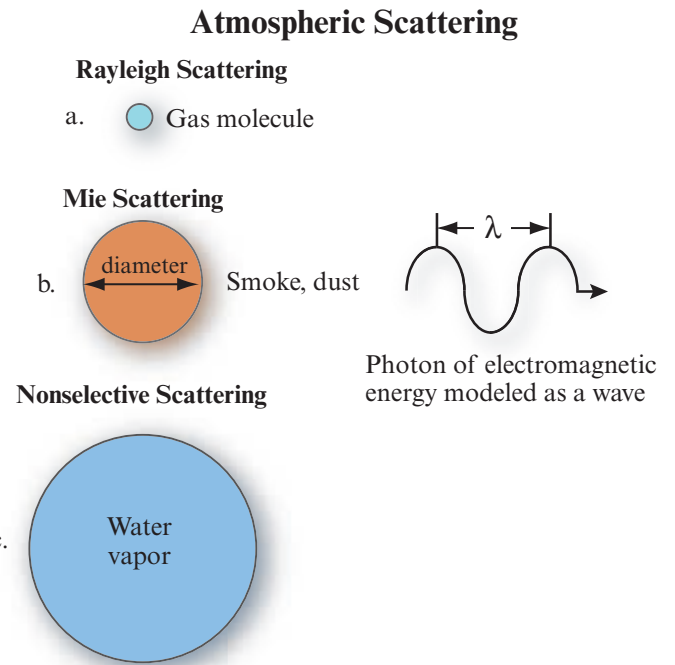 Atmospheric Scattering
Rayleigh Scattering
a. Gas molecule
Mie Scattering
b. diameter Smoke, dust
λ
Photon of electromagnetic
energy modeled as a wave
Nonselective Scattering
Water
vapor